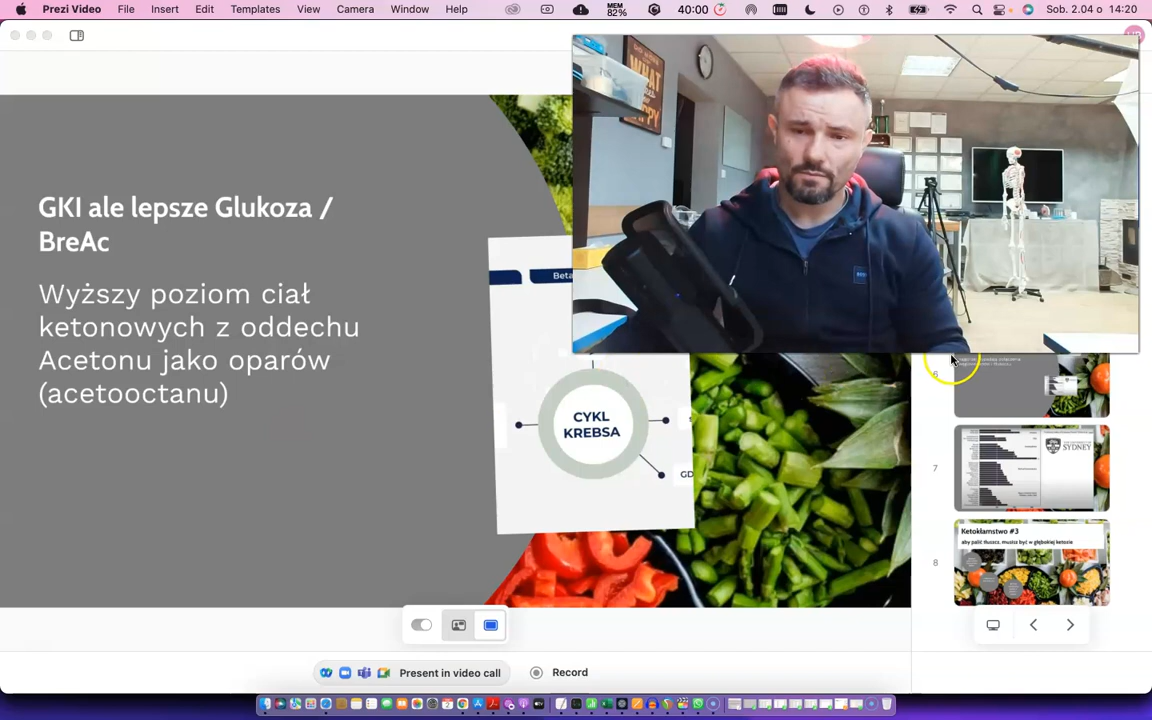 Prezi Video File Insert Edit Templates View Camera Window Help MEM 82% 40:00 Sob. 2.04 o 14:20
WHAT
HAPPY
GKI ale lepsze Glukoza /
BreAc
Wyższy poziom ciał
ketonowych z oddechu
Acetonu jako oparów
(acetooctanu)
Beta
CYKL
KREBSA
GD
6
7
SYDNEY
8
Ketokłamstwo #3
aby palić tłuszcz, musisz być w głębokiej ketozie
Present in video call
Record